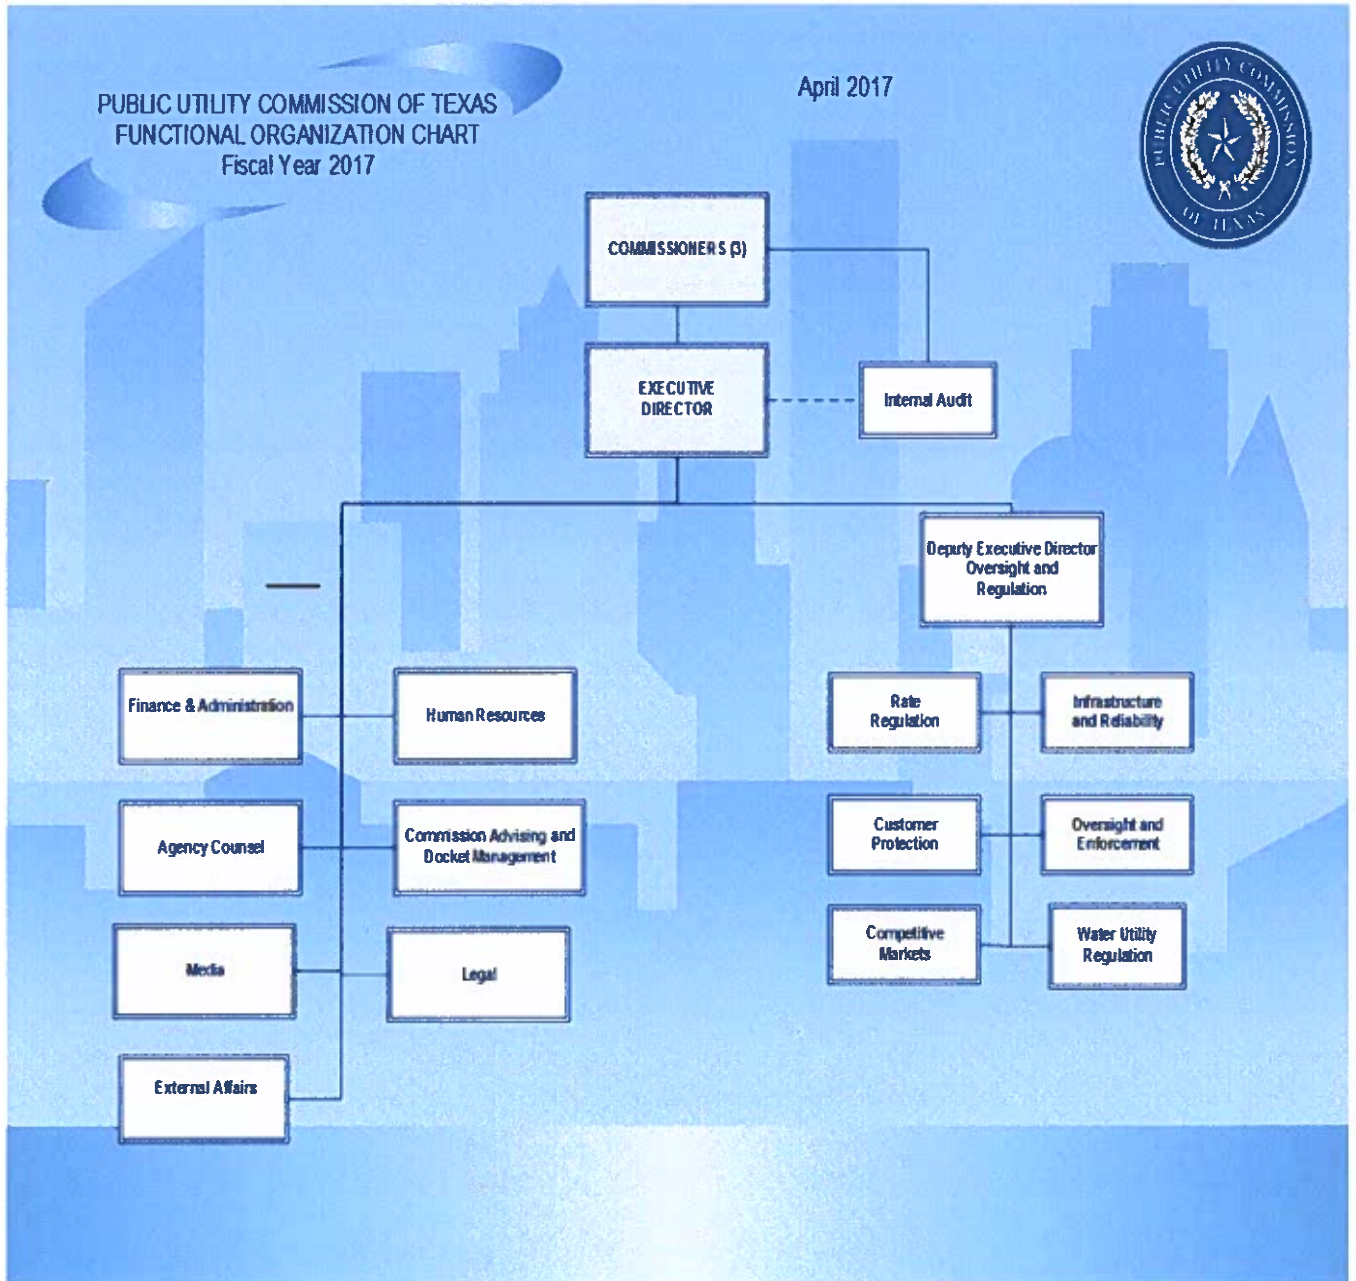 PUBLIC UTILITY COMMISSION OF TEXAS
FUNCTIONAL ORGANIZATION CHART
Fiscal Year 2017
April 2017
PUBLIC UTILITY COMMISSION
OF TEXAS
COMMISSIONERS (3)
EXECUTIVE
DIRECTOR
Internal Audit
Deputy Executive Director
Oversight and
Regulation
Finance & Administration
Human Resources
Rate
Regulation
Infrastructure
and Reliability
Agency Counsel
Commission Advising and
Docket Management
Customer
Protection
Oversight and
Enforcement
Media
Legal
Competitive
Markets
Water Utility
Regulation
External Affairs